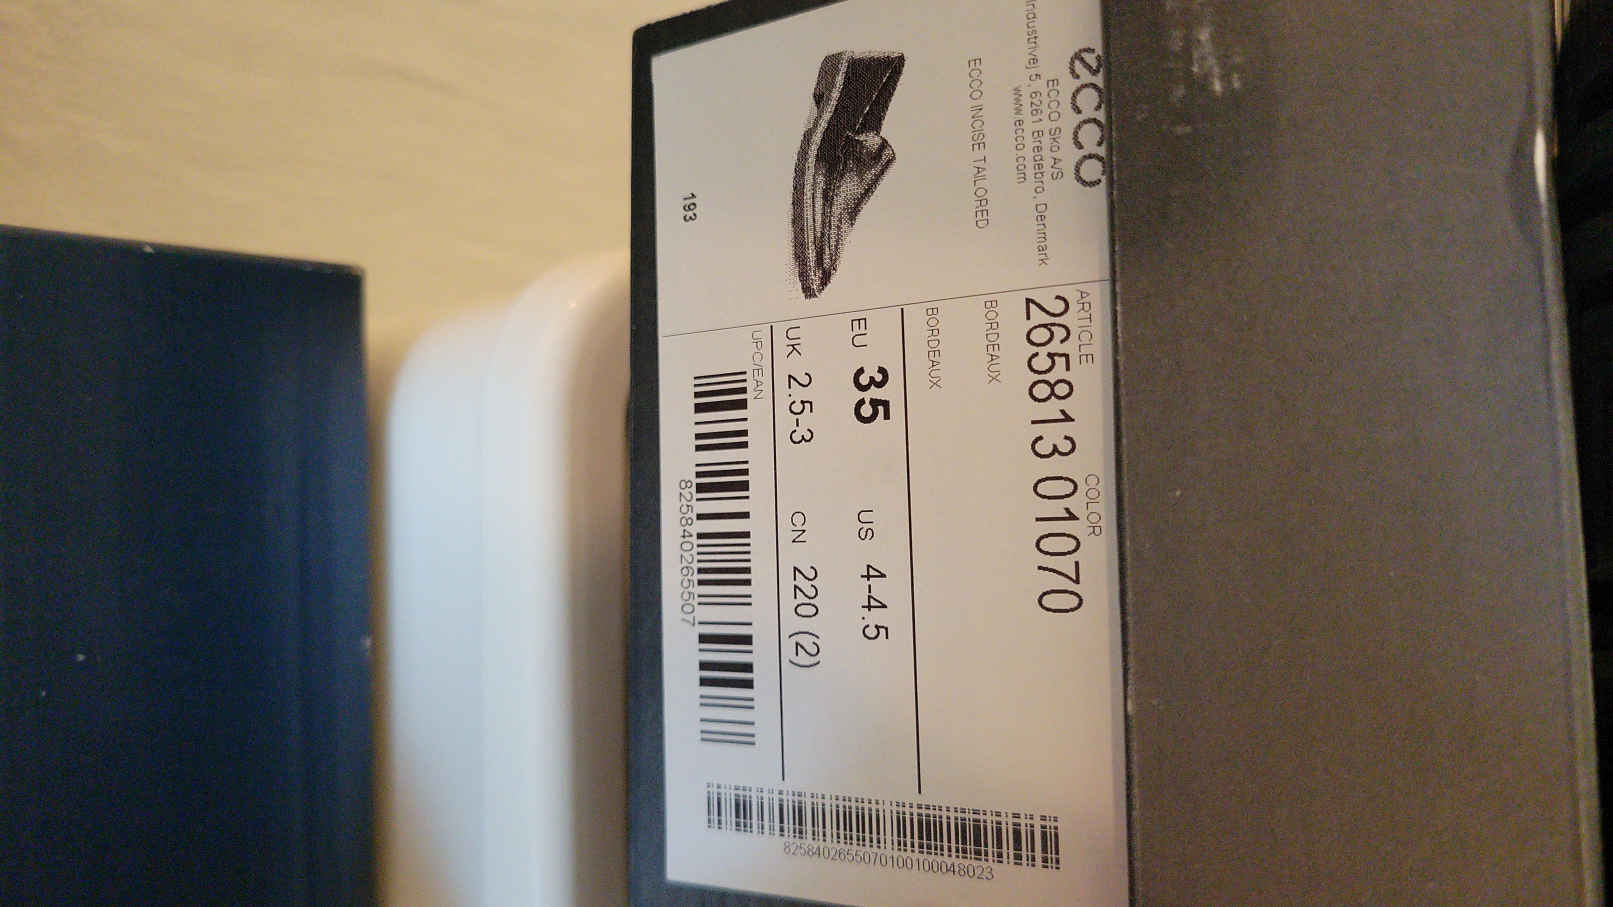 ecco
ECCO Sko A/S
Industrivej 5, 6261 Bredebro, Denmark
www.ecco.com
ECCO INCISE TAILORED
193
ARTICLE COLOR
265813 01070
BORDEAUX
BORDEAUX
EU 35 US 4-4.5
UK 2.5-3 CN 220 (2)
UPC/EAN
825840265507
8258402655070100100048023